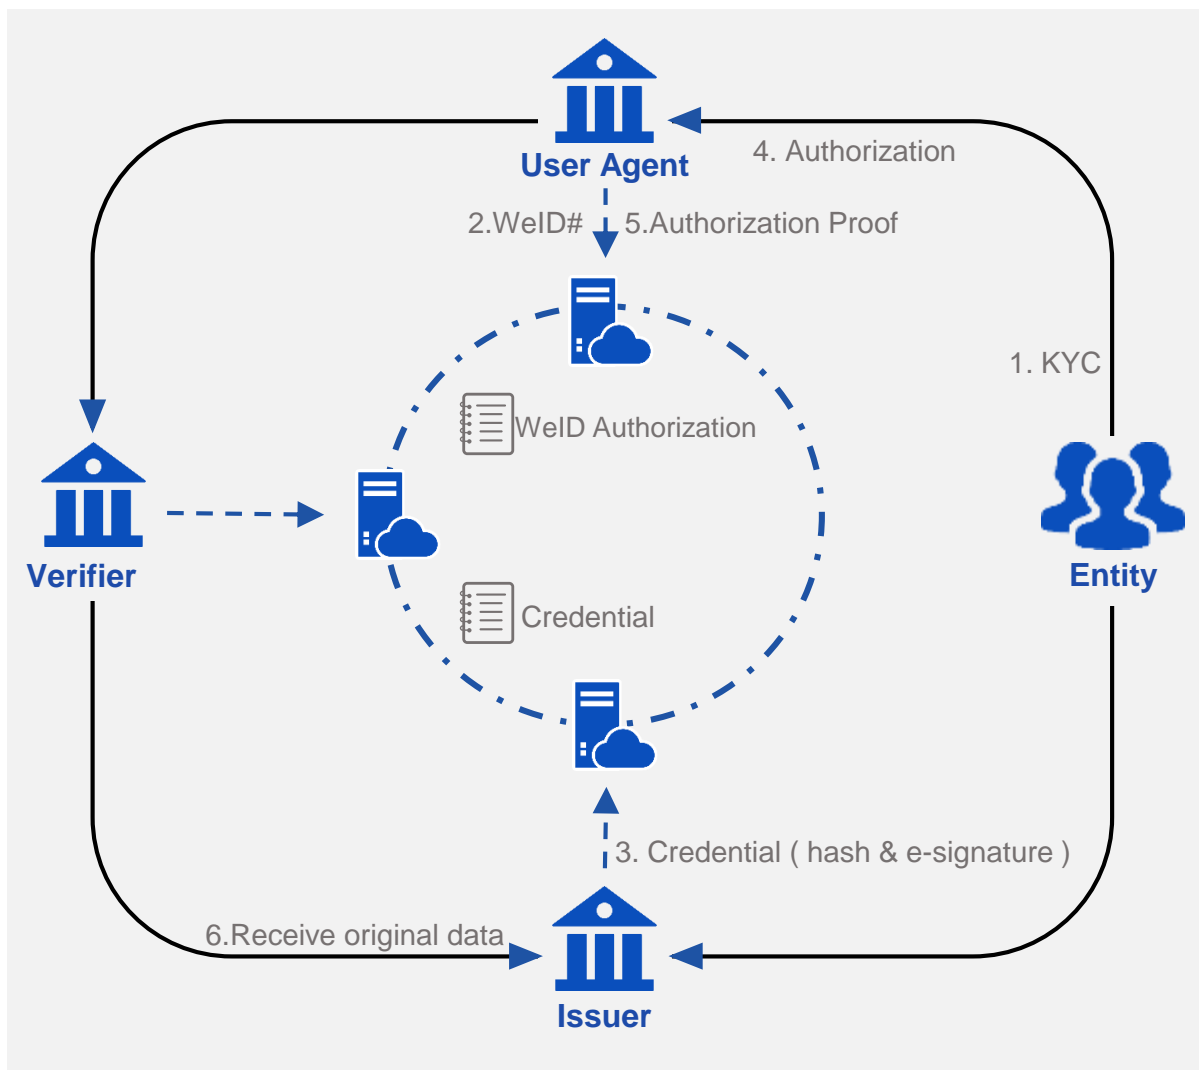 User Agent
4. Authorization
2.WeID#
5.Authorization Proof
1. KYC
WeID Authorization
Verifier
Entity
Credential
3. Credential ( hash & e-signature )
6.Receive original data
Issuer